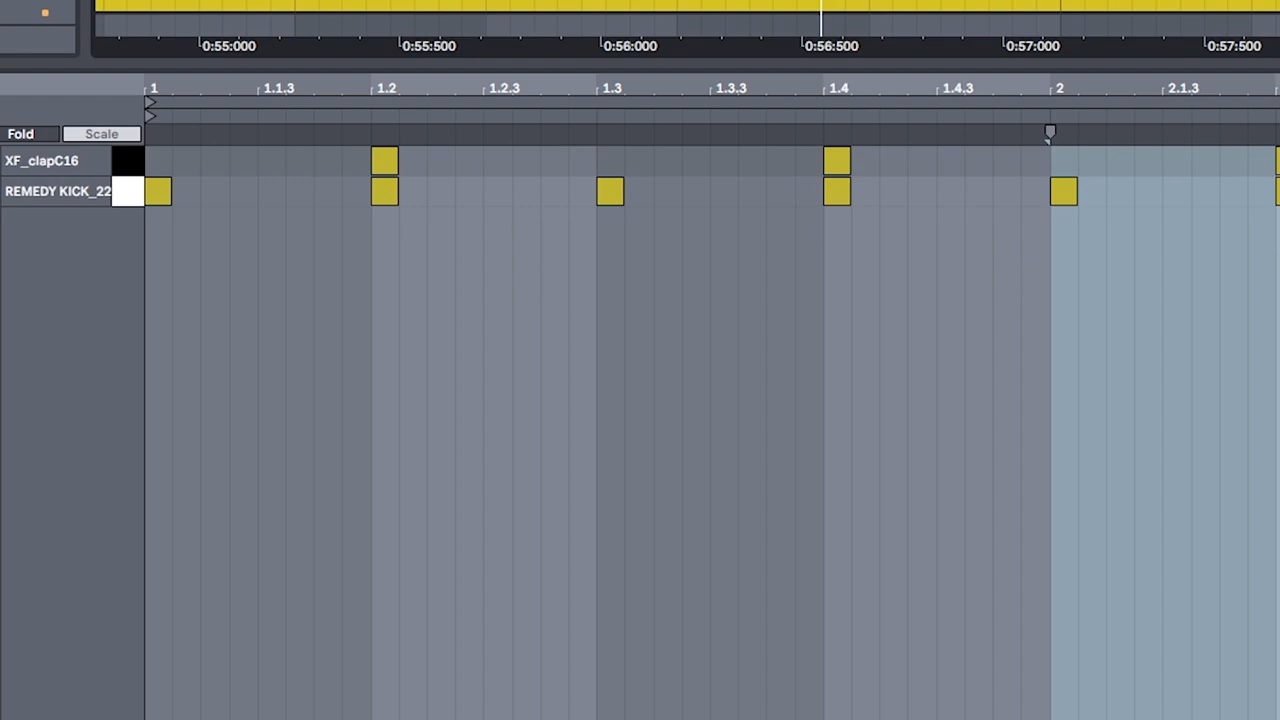 0:55:000 0:55:500 0:56:000 0:56:500 0:57:000 0:57:500
1 1.1.3 1.2 1.2.3 1.3 1.3.3 1.4 1.4.3 2 2.1.3
Fold Scale
XF_clapC16
REMEDY KICK_22